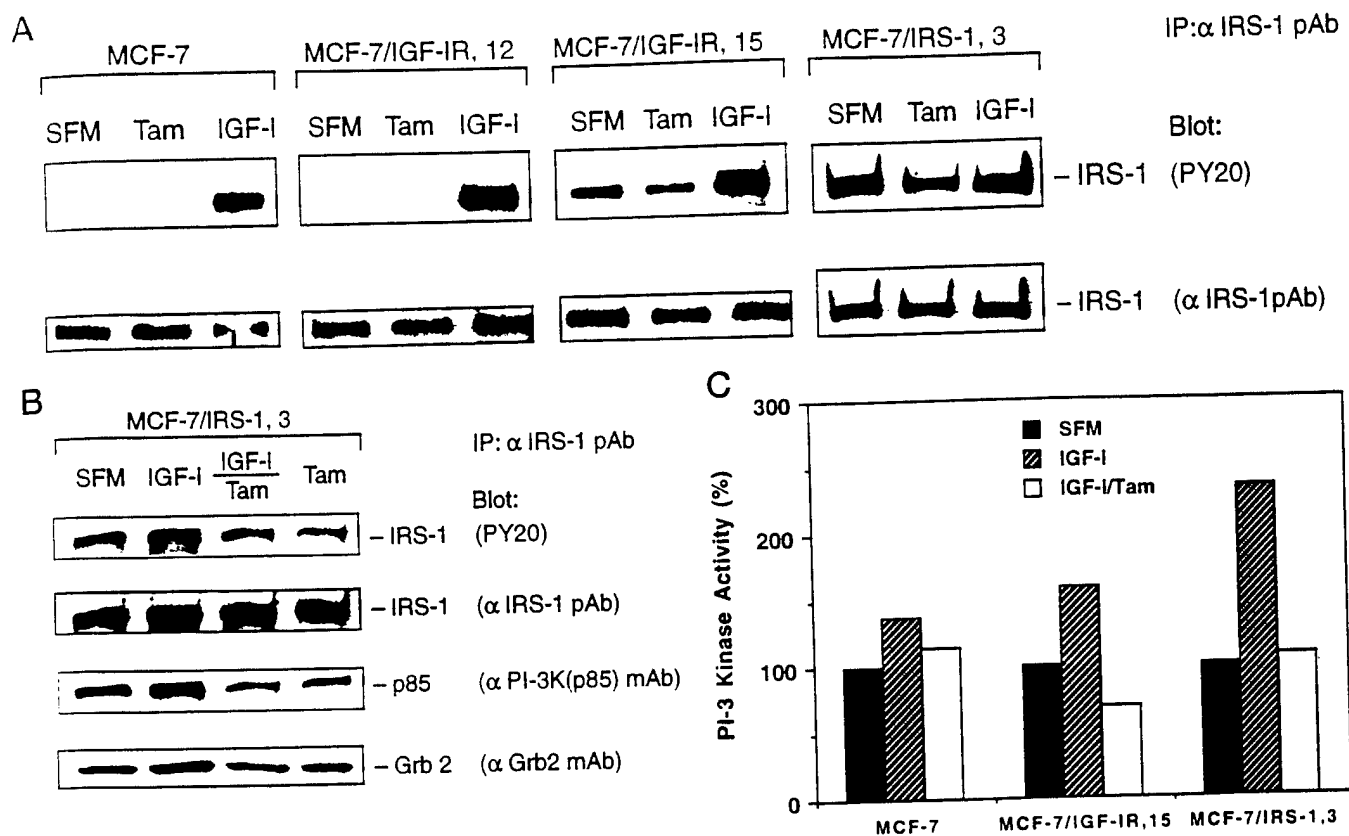 A
MCF-7
MCF-7/IGF-IR, 12
MCF-7/IGF-IR, 15
MCF-7/IRS-1, 3
IP:α IRS-1 pAb
SFM Tam IGF-I
SFM Tam IGF-I
SFM Tam IGF-I
SFM Tam IGF-I
Blot:
– IRS-1 (PY20)
– IRS-1 (α IRS-1pAb)
B
MCF-7/IRS-1, 3
IP: α IRS-1 pAb
SFM IGF-I IGF-I/Tam Tam
Blot:
– IRS-1 (PY20)
– IRS-1 (α IRS-1 pAb)
– p85 (α PI-3K(p85) mAb)
– Grb 2 (α Grb2 mAb)
C
PI-3 Kinase Activity (%)
300
200
100
0
SFM
IGF-I
IGF-I/Tam
MCF-7
MCF-7/IGF-IR,15
MCF-7/IRS-1,3